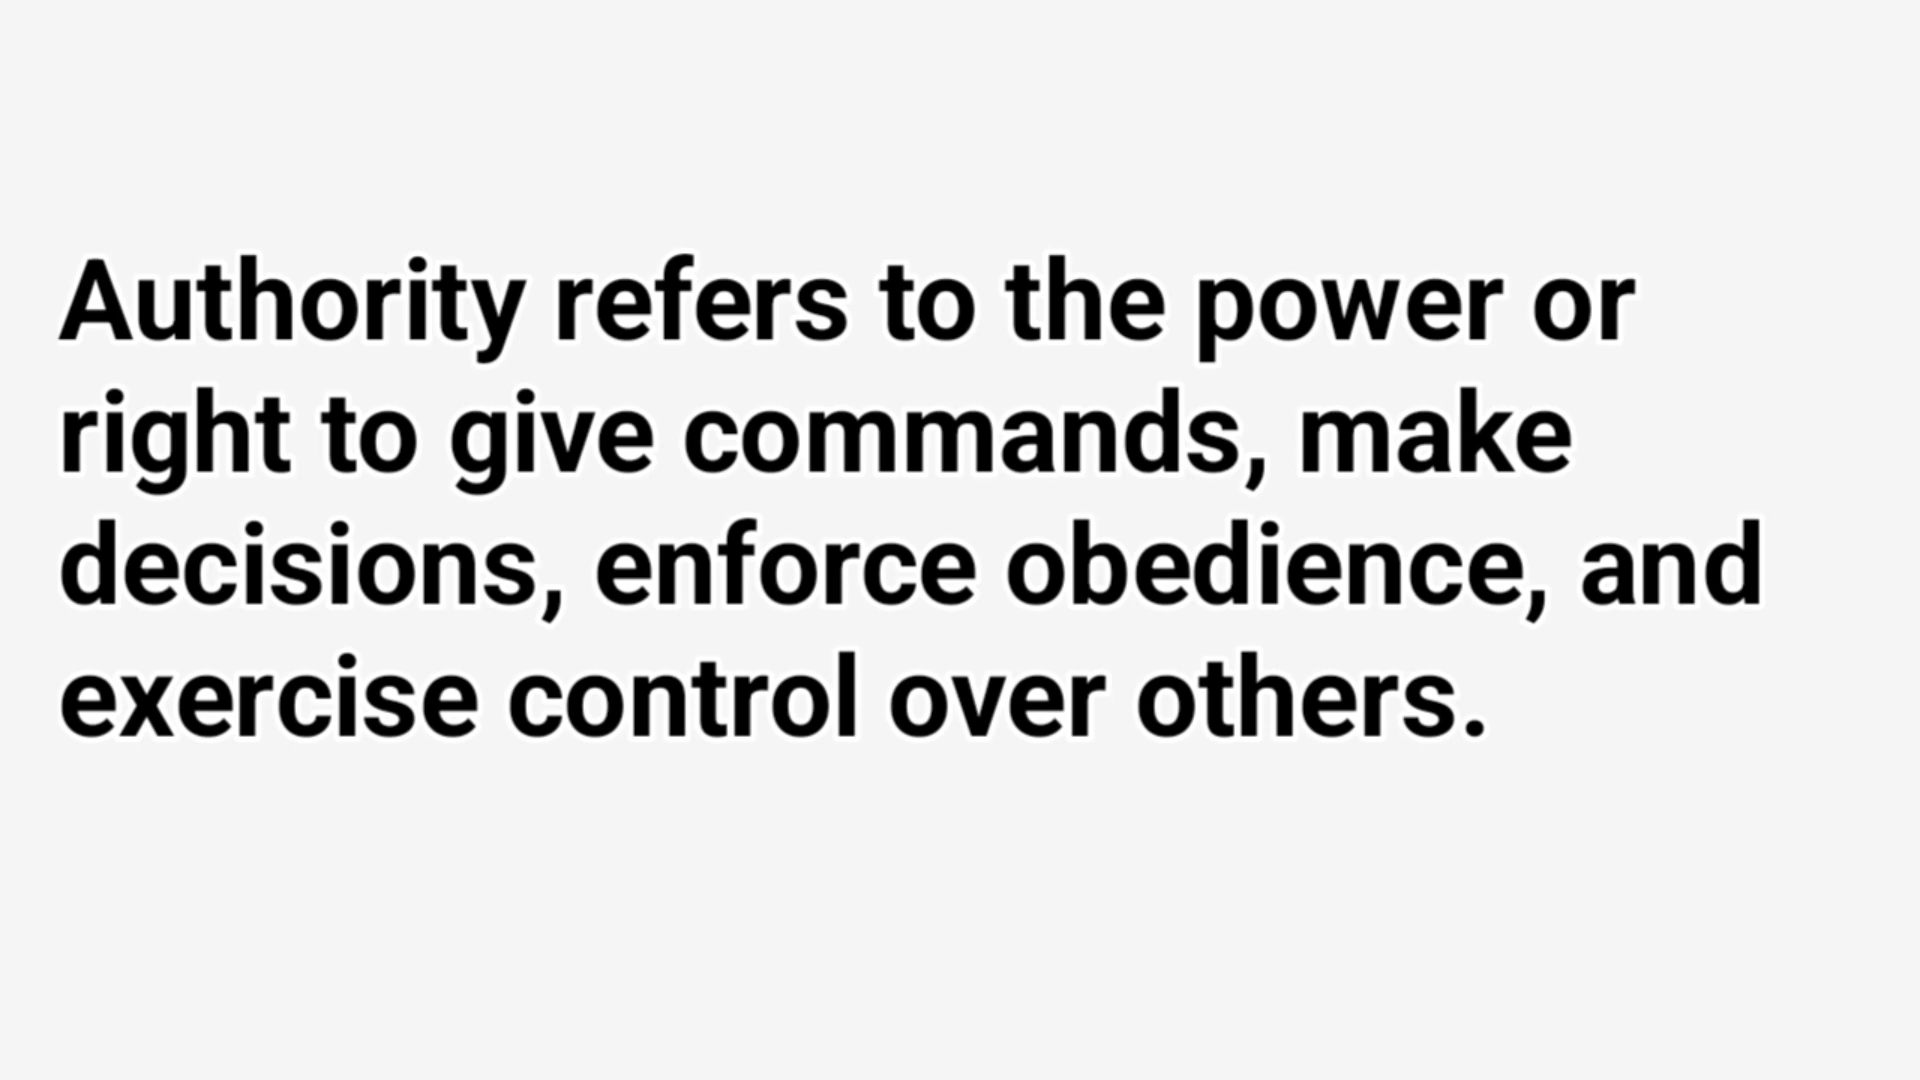 Authority refers to the power or
right to give commands, make
decisions, enforce obedience, and
exercise control over others.